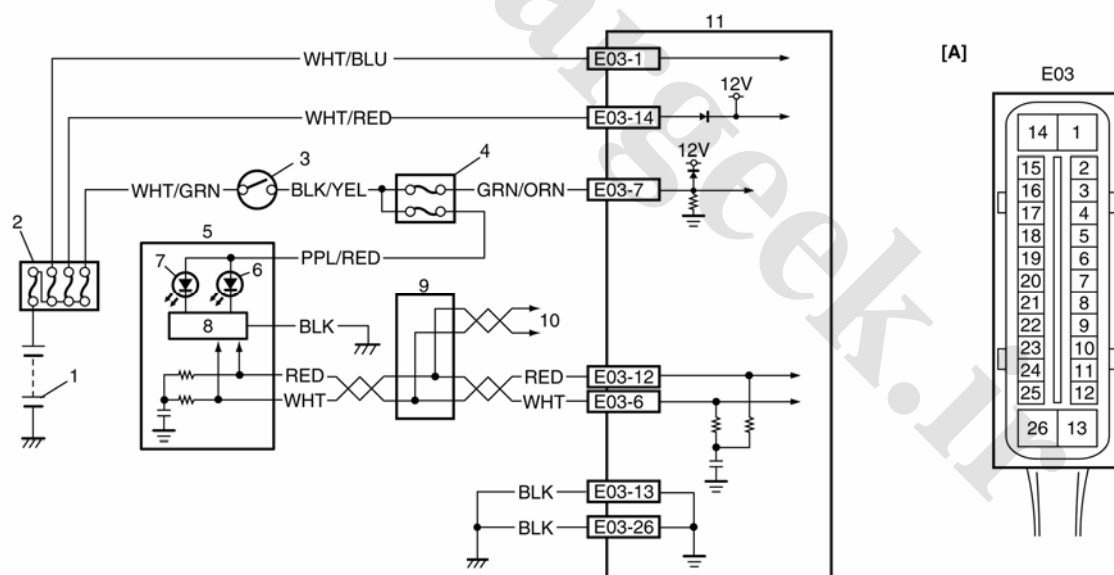 11
WHT/BLU
E03-1
[A]
E03
12V
WHT/RED
E03-14
3
4
12V
WHT/GRN
BLK/YEL
GRN/ORN
E03-7
2
5
PPL/RED
7
6
9
8
BLK
10
RED
RED
E03-12
WHT
WHT
E03-6
1
BLK
E03-13
BLK
E03-26
14 1
15 2
16 3
17 4
18 5
19 6
20 7
21 8
22 9
23 10
24 11
25 12
26 13
argeek.ir